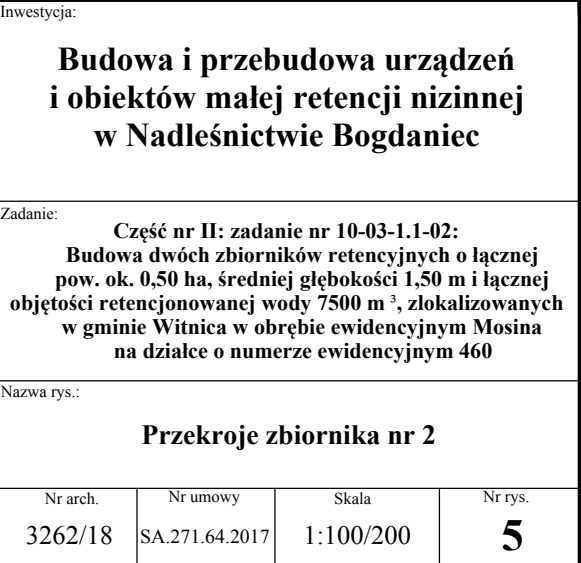 Inwestycja:
Budowa i przebudowa urządzeń
i obiektów małej retencji nizinnej
w Nadleśnictwie Bogdaniec
Zadanie:
Część nr II: zadanie nr 10-03-1.1-02:
Budowa dwóch zbiorników retencyjnych o łącznej
pow. ok. 0,50 ha, średniej głębokości 1,50 m i łącznej
objętości retencjonowanej wody 7500 m ³, zlokalizowanych
w gminie Witnica w obrębie ewidencyjnym Mosina
na działce o numerze ewidencyjnym 460
Nazwa rys.:
Przekroje zbiornika nr 2
Nr arch. Nr umowy Skala Nr rys.
3262/18 SA.271.64.2017 1:100/200 5